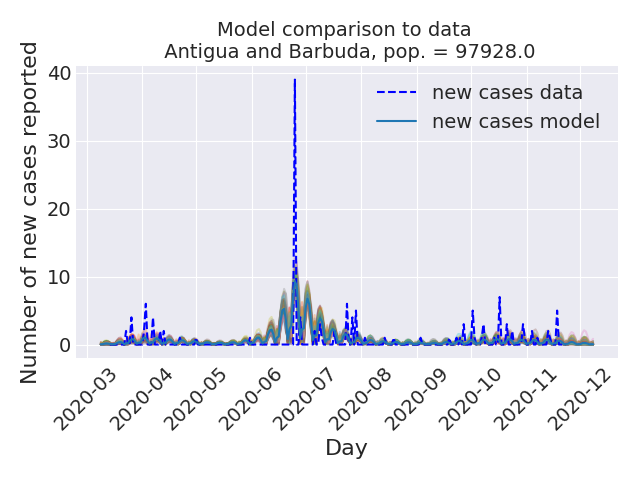 Model comparison to data
Antigua and Barbuda, pop. = 97928.0
new cases data
new cases model
Number of new cases reported
40
30
20
10
0
2020-03
2020-04
2020-05
2020-06
2020-07
2020-08
2020-09
2020-10
2020-11
2020-12
Day